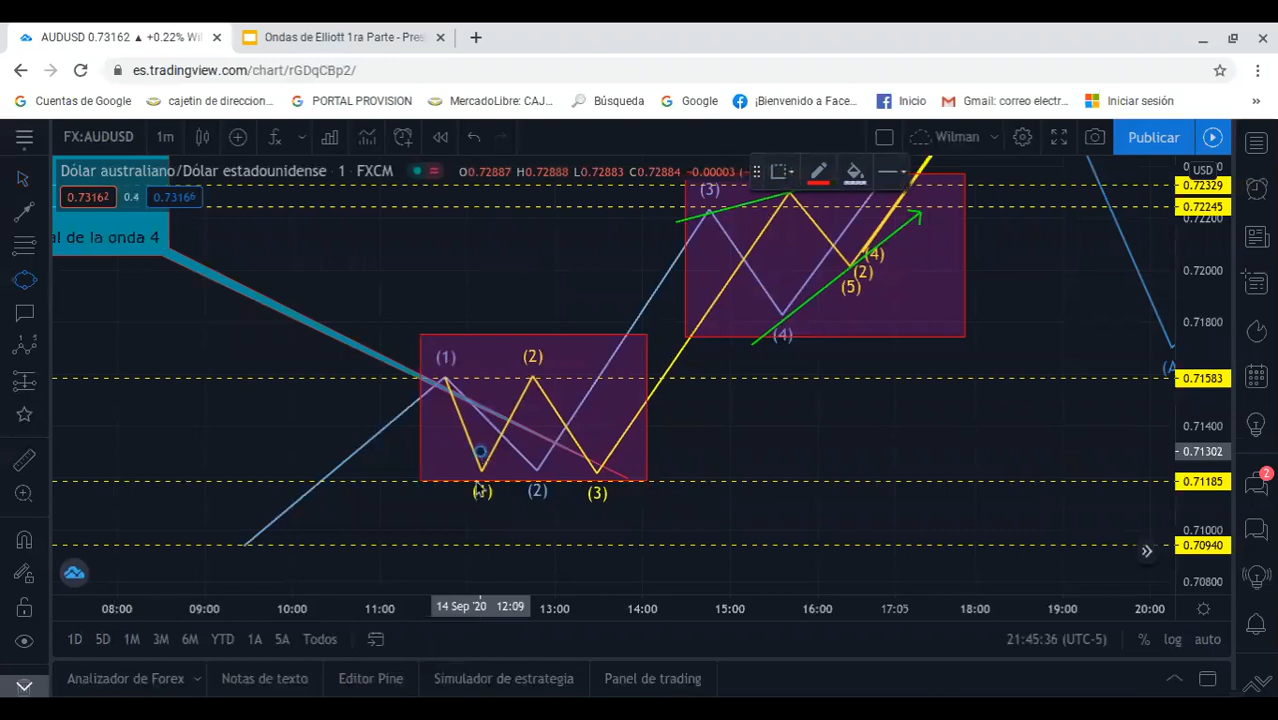 AUDUSD 0.73162 ▲ +0.22% Wil
Ondas de Elliott 1ra Parte - Pres
es.tradingview.com/chart/rGDqCBp2/
Cuentas de Google
cajetin de direccion...
PORTAL PROVISION
MercadoLibre: CAJ...
Búsqueda
Google
¡Bienvenido a Face...
Inicio
Gmail: correo electr...
Iniciar sesión
»
FX:AUDUSD
1m
Wilman
Publicar
Dólar australiano/Dólar estadounidense · 1 · FXCM
O0.72887 H0.72888 L0.72883 C0.72884 −0.00003 (−
0.73162
0.4
0.73166
al de la onda 4
USD
0.72329
0.72245
0.72200
0.72000
0.71800
0.71583
0.71400
0.71302
0.71185
0.71000
0.70940
0.70800
(3)
(4)
(2)
(5)
(4)
(1)
(2)
(2)
(3)
(A
08:00
09:00
10:00
11:00
14 Sep '20 12:09
13:00
14:00
15:00
16:00
17:05
18:00
19:00
20:00
1D
5D
1M
3M
6M
YTD
1A
5A
Todos
21:45:36 (UTC-5)
%
log
auto
Analizador de Forex
Notas de texto
Editor Pine
Simulador de estrategia
Panel de trading
2